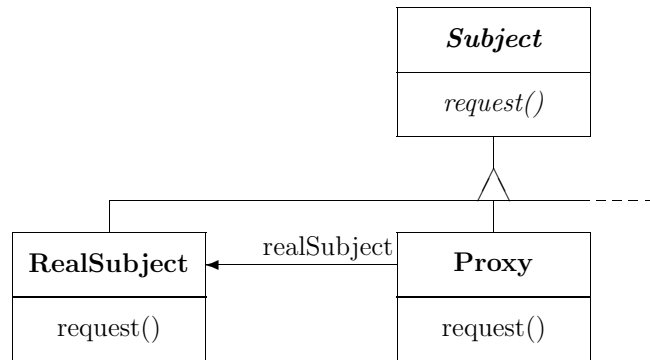 Subject
request()
realSubject
RealSubject
Proxy
request()
request()